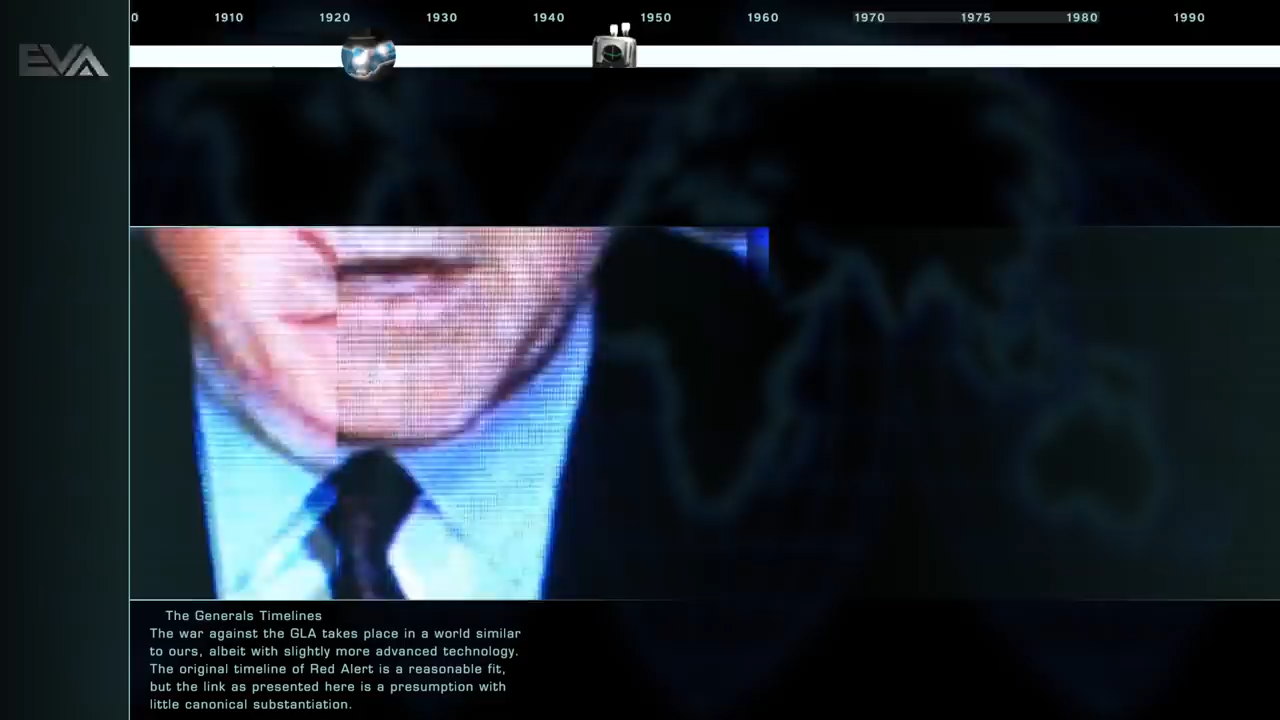 0 1910 1920 1930 1940 1950 1960 1970 1975 1980 1990
EVA
The Generals Timelines
The war against the GLA takes place in a world similar
to ours, albeit with slightly more advanced technology.
The original timeline of Red Alert is a reasonable fit,
but the link as presented here is a presumption with
little canonical substantiation.